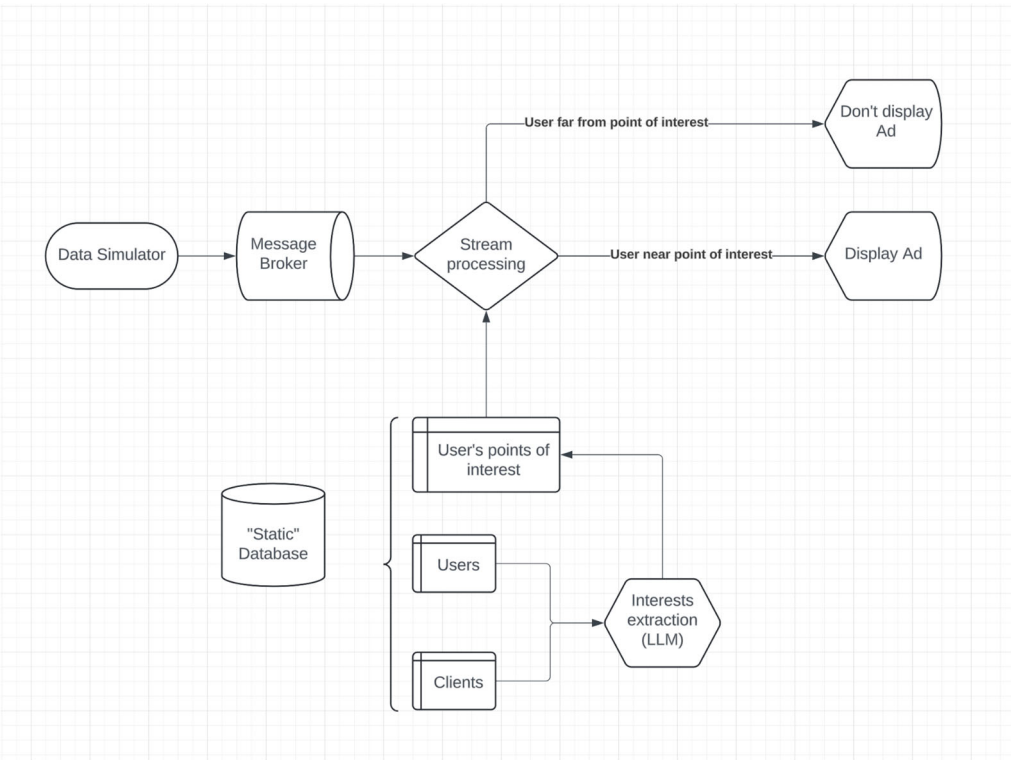 Don't display
Ad
User far from point of interest
Data Simulator
Message
Broker
Stream
processing
User near point of interest
Display Ad
User's points of
interest
"Static"
Database
Users
Interests
extraction
(LLM)
Clients